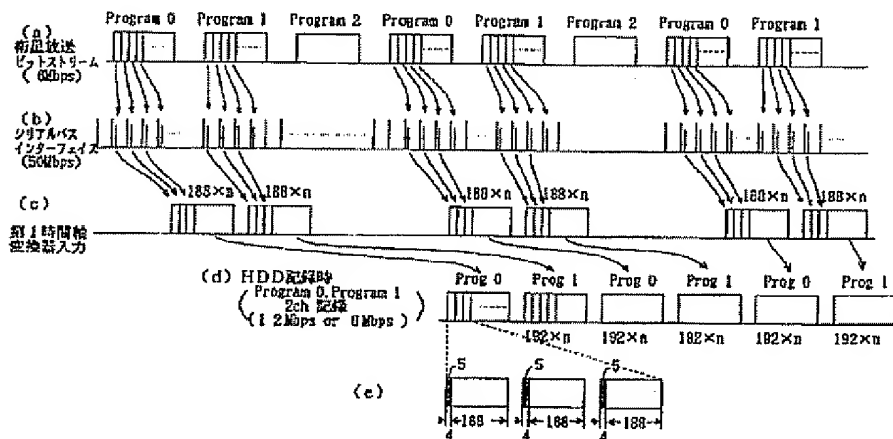 Program 0 Program 1 Program 2 Program 0 Program 1 Program 2 Program 0 Program 1
(a)
衛星放送
ビットストリーム
(6Mbps)
(b)
シリアルバス
インターフェイズ
(50Mbps)
188×n 188×n 188×n 188×n 188×n 188×n
(c)
第1時間軸
変換器入力
(d) HDD記録時
Program 0, Program 1
2ch 記録
Prog 0 Prog 1 Prog 0 Prog 1 Prog 0 Prog 1
192×n 192×n 192×n 192×n 192×n
(e)
5 5 5
188 188 188
4 4 4